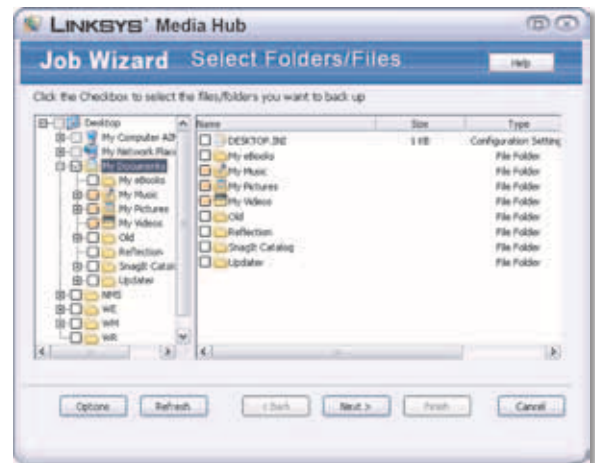 LINKSYS® Media Hub
Job Wizard Select Folders/Files Help
Click the Checkbox to select the files/folders you want to back up
Desktop
My Computer
My Network
My Documents
My eBooks
My Music
My Pictures
My Videos
Old
Reflection
SnagIt
Updater
NMS
WE
WM
WR
Name Size Type
DESKTOP.INI 1 KB Configuration Setting
My eBooks File Folder
My Music File Folder
My Pictures File Folder
My Videos File Folder
Old File Folder
Reflection File Folder
SnagIt Catalog File Folder
Updater File Folder
Options Refresh < Back Next > Finish Cancel